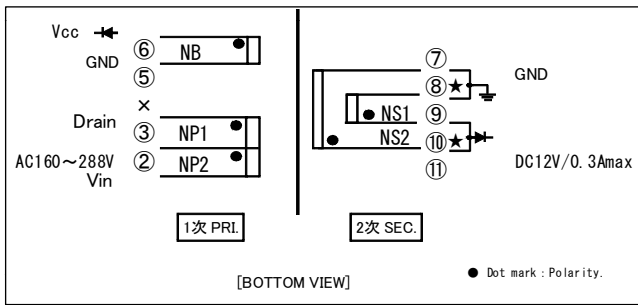 Vcc
⑥ NB
GND
⑤
×
Drain
③ NP1
AC160～288V
② NP2
Vin
1次 PRI.
⑦
GND
⑧★
⑨
NS1
NS2
⑩★
DC12V/0.3Amax
⑪
2次 SEC.
[BOTTOM VIEW]
● Dot mark : Polarity.